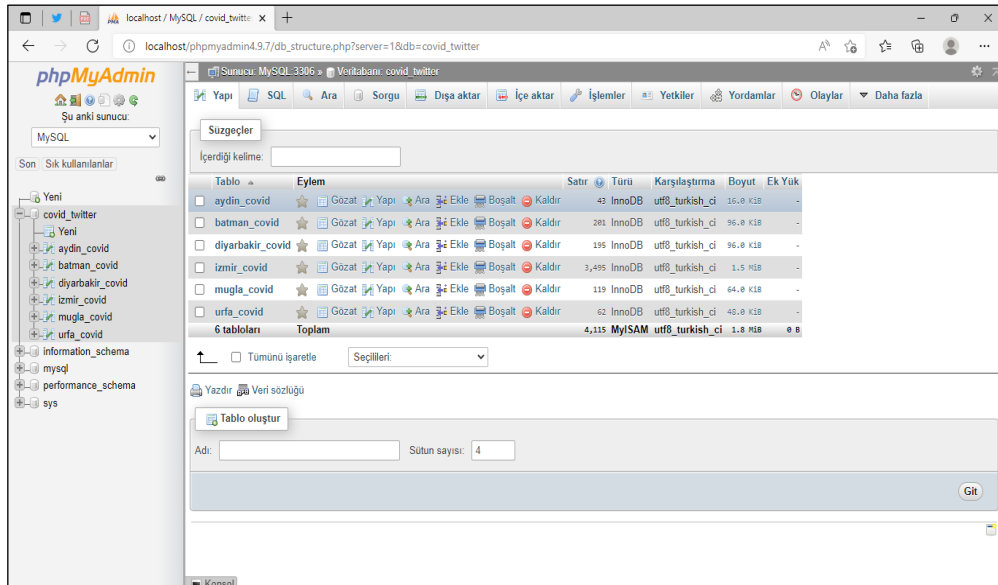 localhost / MySQL / covid_twitte
localhost/phpmyadmin4.9.7/db_structure.php?server=1&db=covid_twitter
phpMyAdmin
Şu anki sunucu:
MySQL
Son Sık kullanılanlar
Yeni
covid_twitter
Yeni
aydin_covid
batman_covid
diyarbakir_covid
izmir_covid
mugla_covid
urfa_covid
information_schema
mysql
performance_schema
sys
Sunucu: MySQL:3306 » Veritabanı: covid_twitter
Yapı SQL Ara Sorgu Dışa aktar İçe aktar İşlemler Yetkiler Yordamlar Olaylar Daha fazla
Süzgeçler
İçerdiği kelime:
Tablo Eylem Satır Türü Karşılaştırma Boyut Ek Yük
aydin_covid Gözat Yapı Ara Ekle Boşalt Kaldır 43 InnoDB utf8_turkish_ci 16.0 KiB -
batman_covid Gözat Yapı Ara Ekle Boşalt Kaldır 201 InnoDB utf8_turkish_ci 96.0 KiB -
diyarbakir_covid Gözat Yapı Ara Ekle Boşalt Kaldır 195 InnoDB utf8_turkish_ci 96.0 KiB -
izmir_covid Gözat Yapı Ara Ekle Boşalt Kaldır 3,495 InnoDB utf8_turkish_ci 1.5 MiB -
mugla_covid Gözat Yapı Ara Ekle Boşalt Kaldır 119 InnoDB utf8_turkish_ci 64.0 KiB -
urfa_covid Gözat Yapı Ara Ekle Boşalt Kaldır 62 InnoDB utf8_turkish_ci 48.0 KiB -
6 tabloları Toplam 4,115 MyISAM utf8_turkish_ci 1.8 MiB 0 B
Tümünü işaretle Seçilileri:
Yazdır Veri sözlüğü
Tablo oluştur
Adı: Sütun sayısı: 4
Git
Konsol